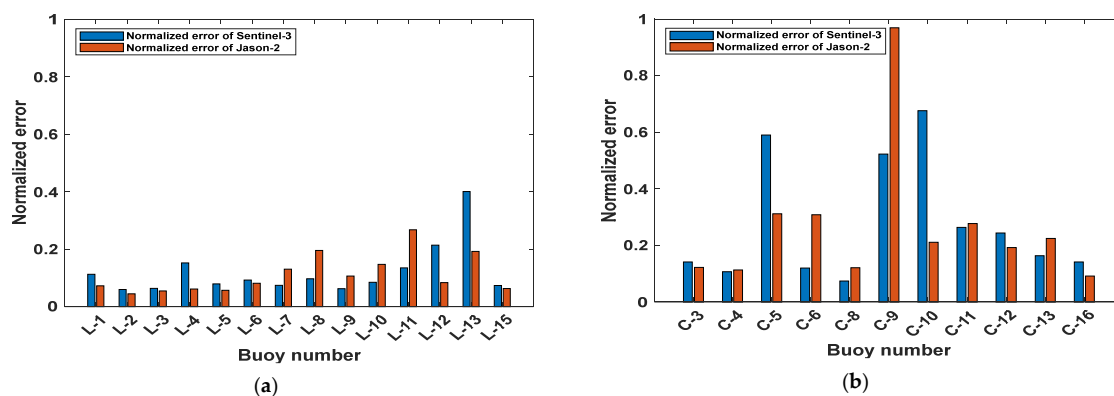 1
Normalized error of Sentinel-3
Normalized error of Jason-2
0.8
0.6
0.4
0.2
0
Normalized error
L-1 L-2 L-3 L-4 L-5 L-6 L-7 L-8 L-9 L-10 L-11 L-12 L-13 L-15
Buoy number
(a)
1
Normalized error of Sentinel-3
Normalized error of Jason-2
0.8
0.6
0.4
0.2
0
Normalized error
C-3 C-4 C-5 C-6 C-8 C-9 C-10 C-11 C-12 C-13 C-16
Buoy number
(b)